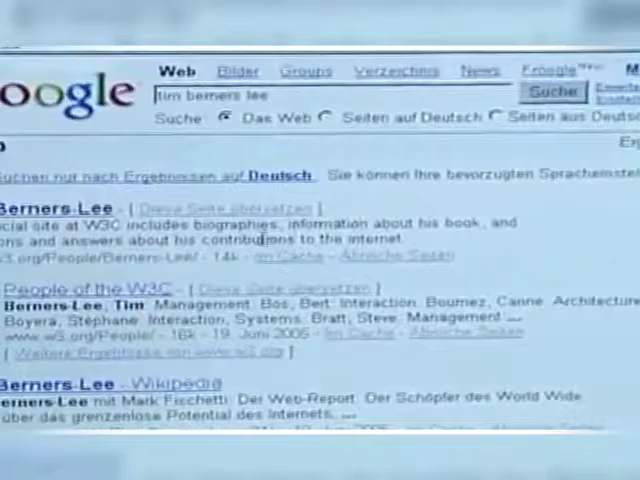 oogle
Web Bilder Groups Verzeichnis News Froogle
tim berners lee Suche
Suche: Das Web Seiten auf Deutsch Seiten aus Deutsc
Suchen nur nach Ergebnissen auf Deutsch. Sie können Ihre bevorzugten Spracheinstel
Berners-Lee - [ Diese Seite übersetzen ]
cial site at W3C includes biographies, information about his book, and
ons and answers about his contributions to the internet.
w3.org/People/Berners-Lee/ - 14k - Im Cache - Ähnliche Seiten
People of the W3C - [ Diese Seite übersetzen ]
Berners-Lee, Tim. Management. Bos, Bert. Interaction. Boumez, Carine. Architecture
Boyera, Stéphane. Interaction, Systems. Bratt, Steve. Management ...
www.w3.org/People/ - 16k - 19. Juni 2005 - Im Cache - Ähnliche Seiten
[ Weitere Ergebnisse von www.w3.org ]
Berners-Lee - Wikipedia
erners-Lee mit Mark Fischetti: Der Web-Report. Der Schöpfer des World Wide
über das grenzenlose Potential des Internets. ...